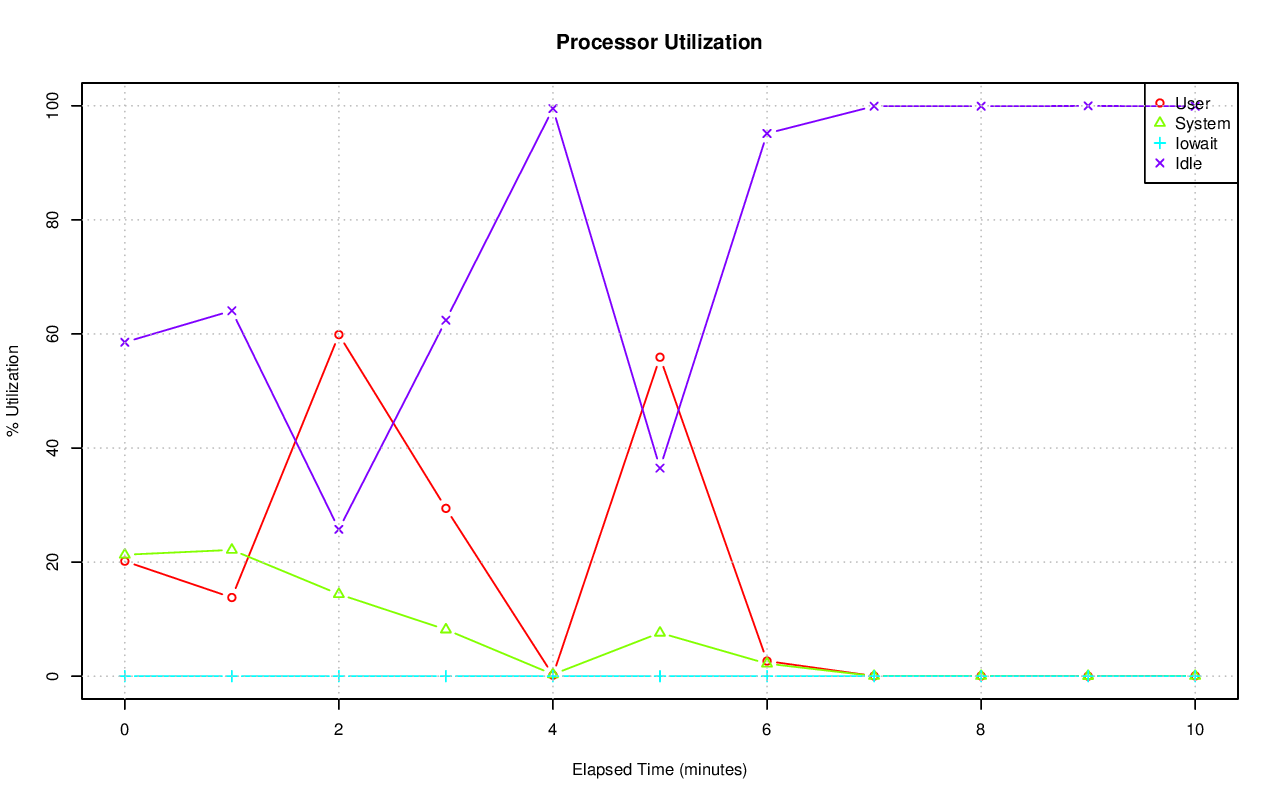 Processor Utilization
100
80
60
40
20
0
% Utilization
User
System
Iowait
Idle
0 2 4 6 8 10
Elapsed Time (minutes)